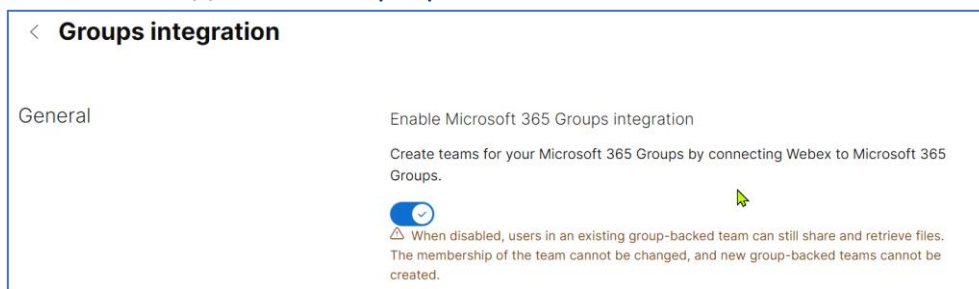 Groups integration
General
Enable Microsoft 365 Groups integration
Create teams for your Microsoft 365 Groups by connecting Webex to Microsoft 365
Groups.
When disabled, users in an existing group-backed team can still share and retrieve files.
The membership of the team cannot be changed, and new group-backed teams cannot be
created.